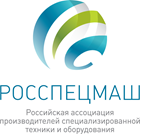 РОССПЕЦМАШ
Российская ассоциация
производителей специализированной
техники и оборудования